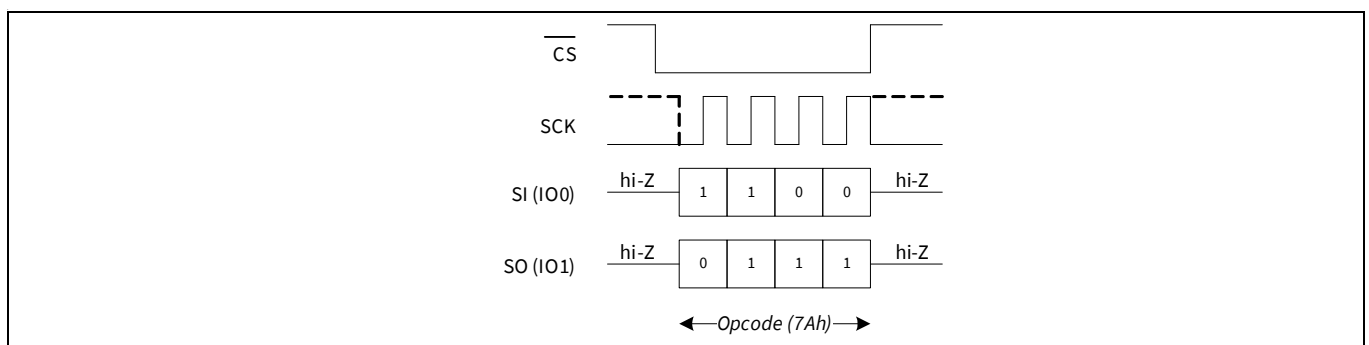 CS
SCK
SI (IO0) hi-Z 1 1 0 0 hi-Z
SO (IO1) hi-Z 0 1 1 1 hi-Z
Opcode (7Ah)